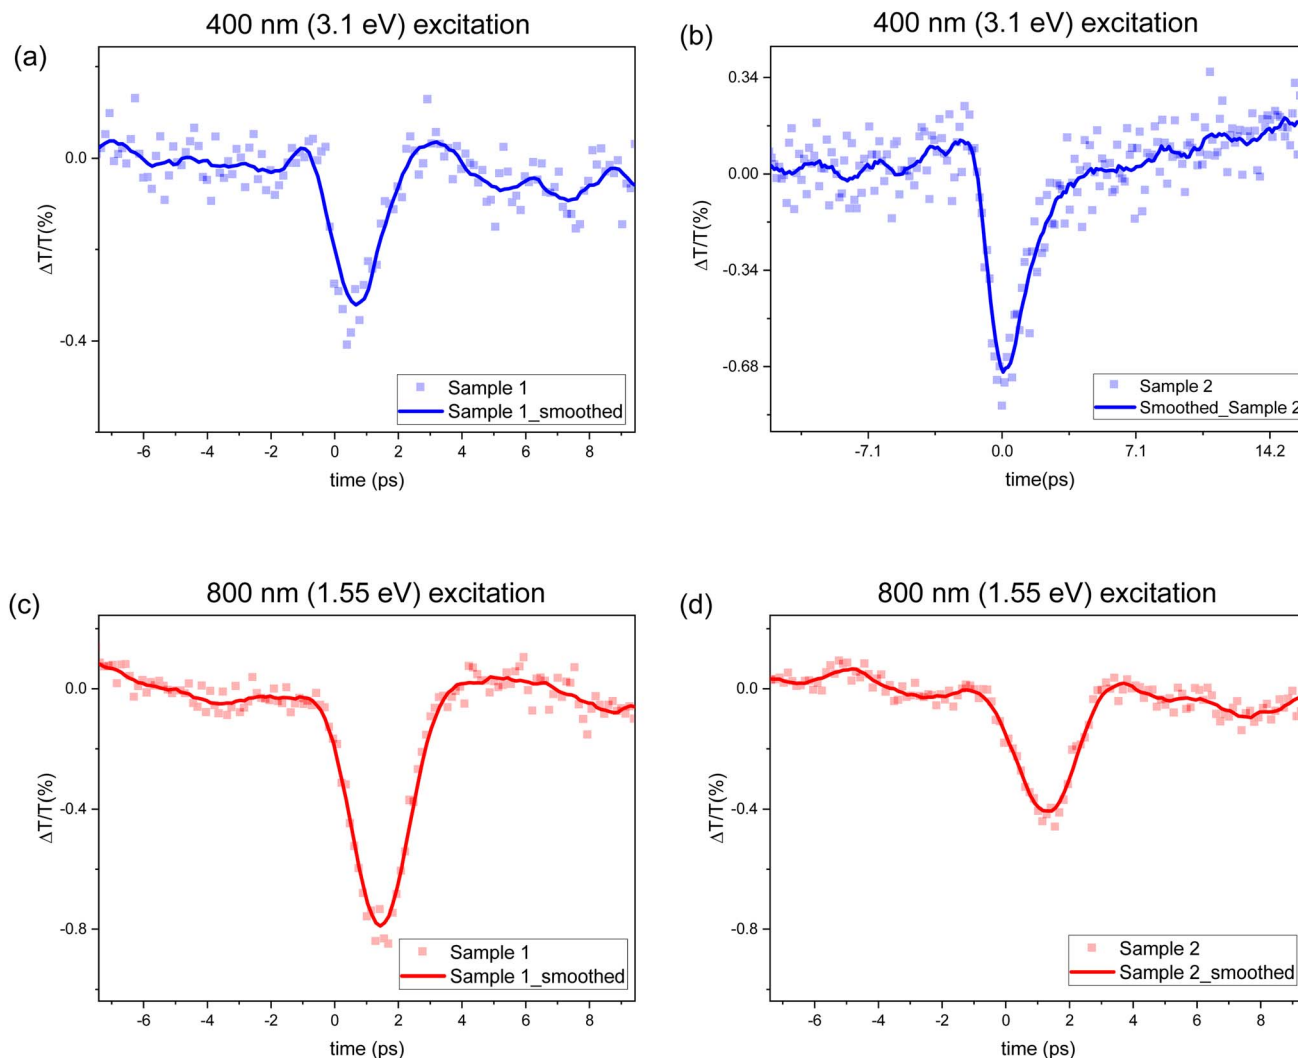 400 nm (3.1 eV) excitation
(a)
0.0
-0.4
ΔT/T(%)
Sample 1
Sample 1_smoothed
-6 -4 -2 0 2 4 6 8
time (ps)
400 nm (3.1 eV) excitation
(b)
0.34
0.00
-0.34
-0.68
ΔT/T(%)
Sample 2
Smoothed_Sample 2
-7.1 0.0 7.1 14.2
time(ps)
800 nm (1.55 eV) excitation
(c)
0.0
-0.4
-0.8
ΔT/T(%)
Sample 1
Sample 1_smoothed
-6 -4 -2 0 2 4 6 8
time (ps)
800 nm (1.55 eV) excitation
(d)
0.0
-0.4
-0.8
ΔT/T(%)
Sample 2
Sample 2_smoothed
-6 -4 -2 0 2 4 6 8
time (ps)